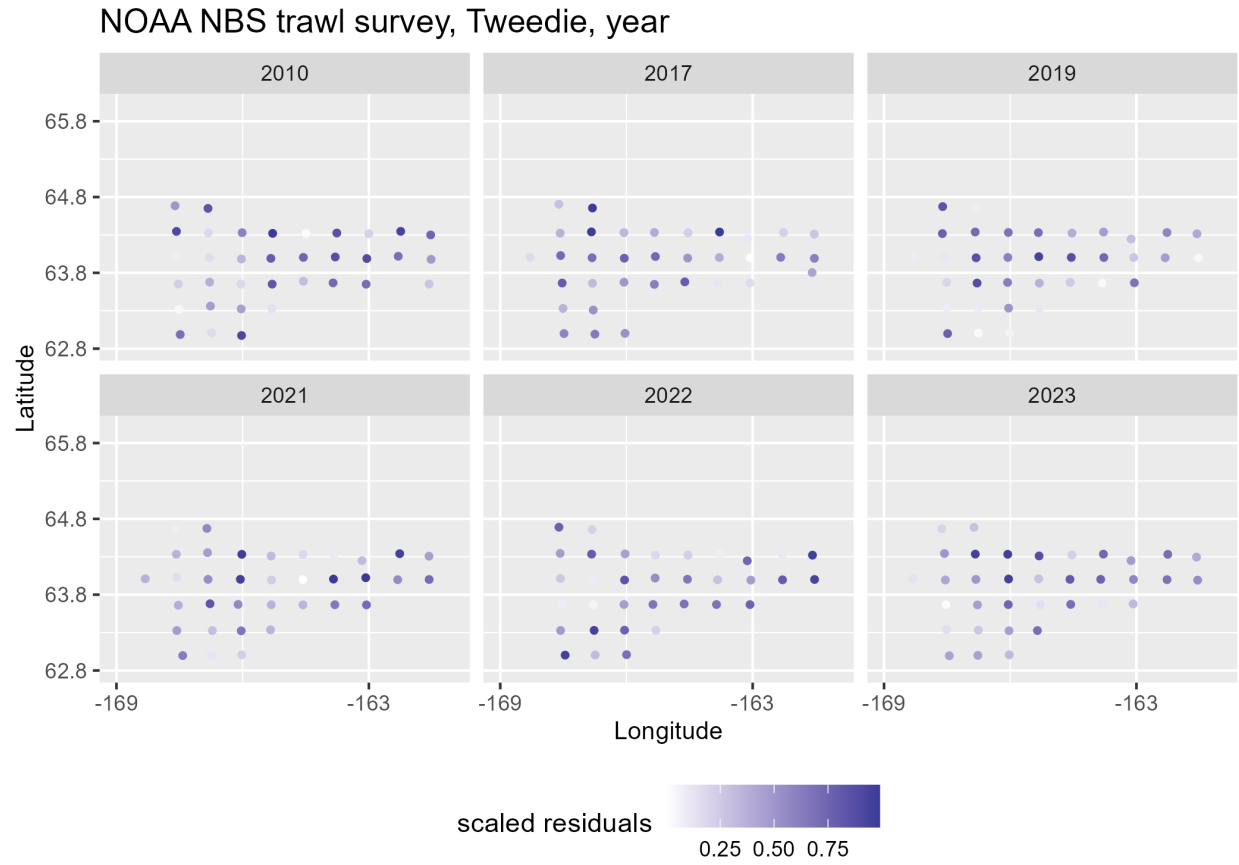 NOAA NBS trawl survey, Tweedie, year
2010 2017 2019
65.8
64.8
63.8
62.8
2021 2022 2023
65.8
64.8
63.8
62.8
Latitude
-169 -163 -169 -163 -169 -163
Longitude
scaled residuals
0.25 0.50 0.75